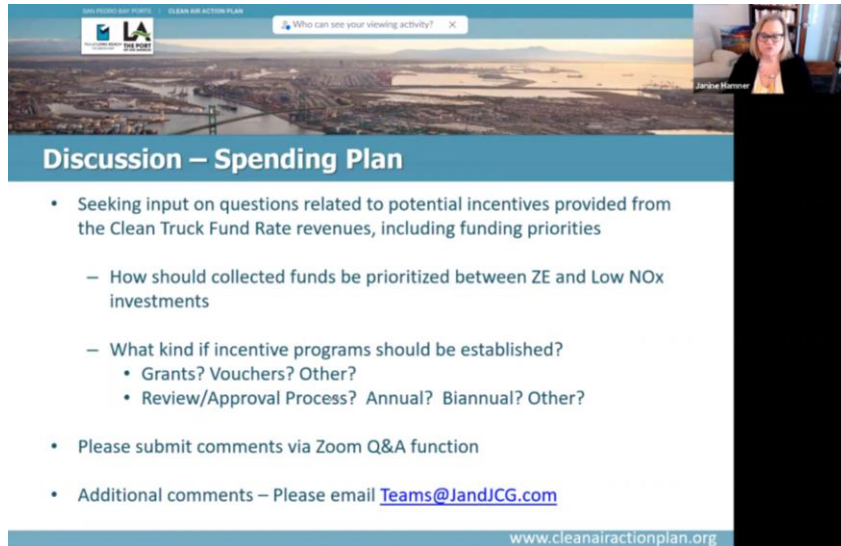 SAN PEDRO BAY PORTS | CLEAN AIR ACTION PLAN
Who can see your viewing activity? X
LA
THE PORT
Janine Hamner
Discussion – Spending Plan
• Seeking input on questions related to potential incentives provided from
the Clean Truck Fund Rate revenues, including funding priorities
– How should collected funds be prioritized between ZE and Low NOx
investments
– What kind if incentive programs should be established?
• Grants? Vouchers? Other?
• Review/Approval Process? Annual? Biannual? Other?
• Please submit comments via Zoom Q&A function
• Additional comments – Please email Teams@JandJCG.com
www.cleanairactionplan.org